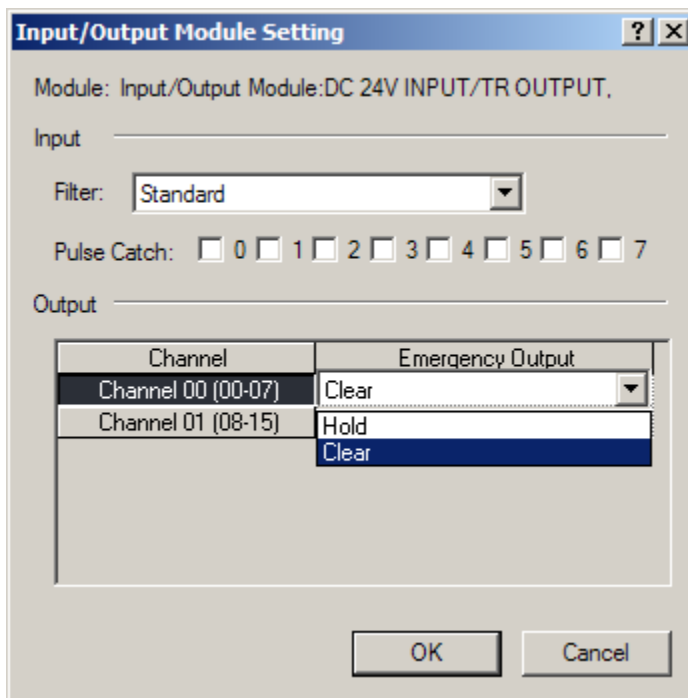 Input/Output Module Setting
Module: Input/Output Module:DC 24V INPUT/TR OUTPUT,
Input
Filter: Standard
Pulse Catch: 0 1 2 3 4 5 6 7
Output
Channel Emergency Output
Channel 00 (00-07) Clear
Channel 01 (08-15) Hold
Clear
OK Cancel